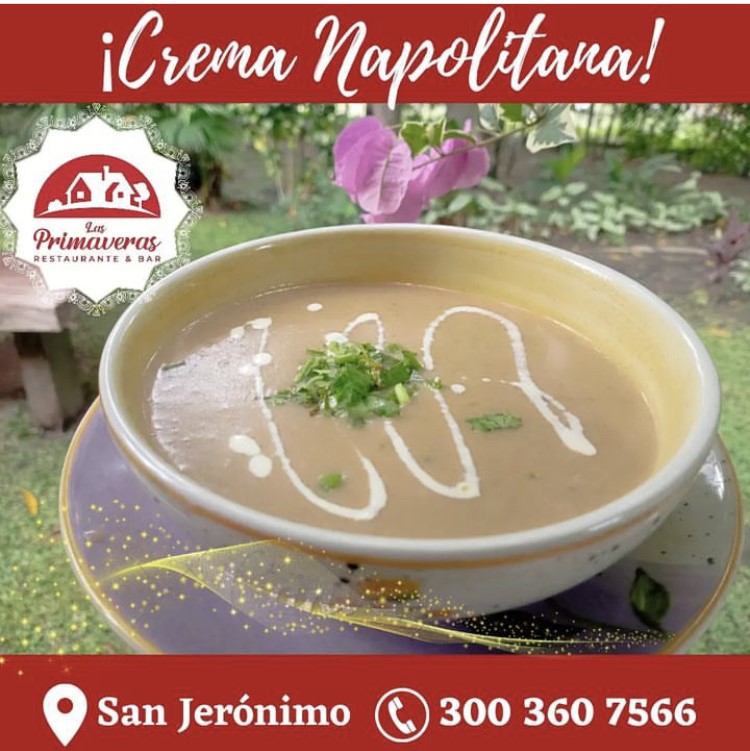 ¡Crema Napolitana!
Las
Primaveras
RESTAURANTE & BAR
San Jerónimo
300 360 7566